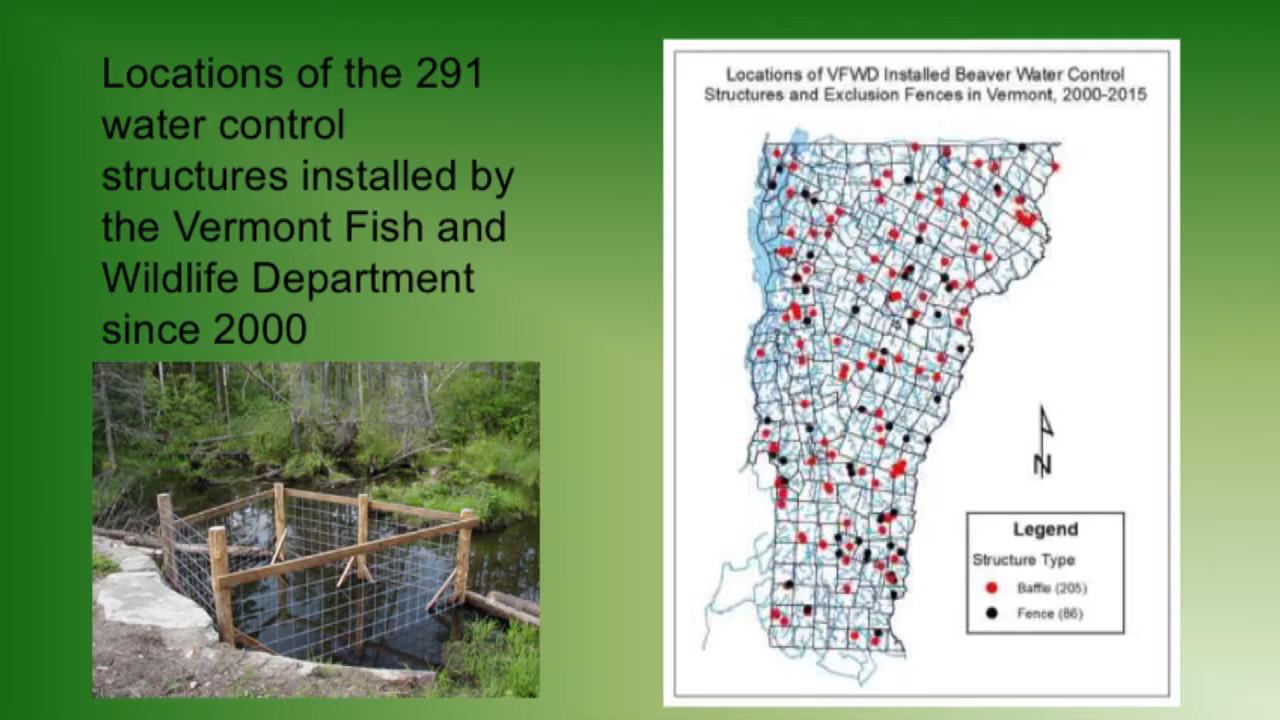 Locations of the 291
water control
structures installed by
the Vermont Fish and
Wildlife Department
since 2000
Locations of VFWD Installed Beaver Water Control
Structures and Exclusion Fences in Vermont, 2000-2015
N
Legend
Structure Type
Baffle (205)
Fence (86)